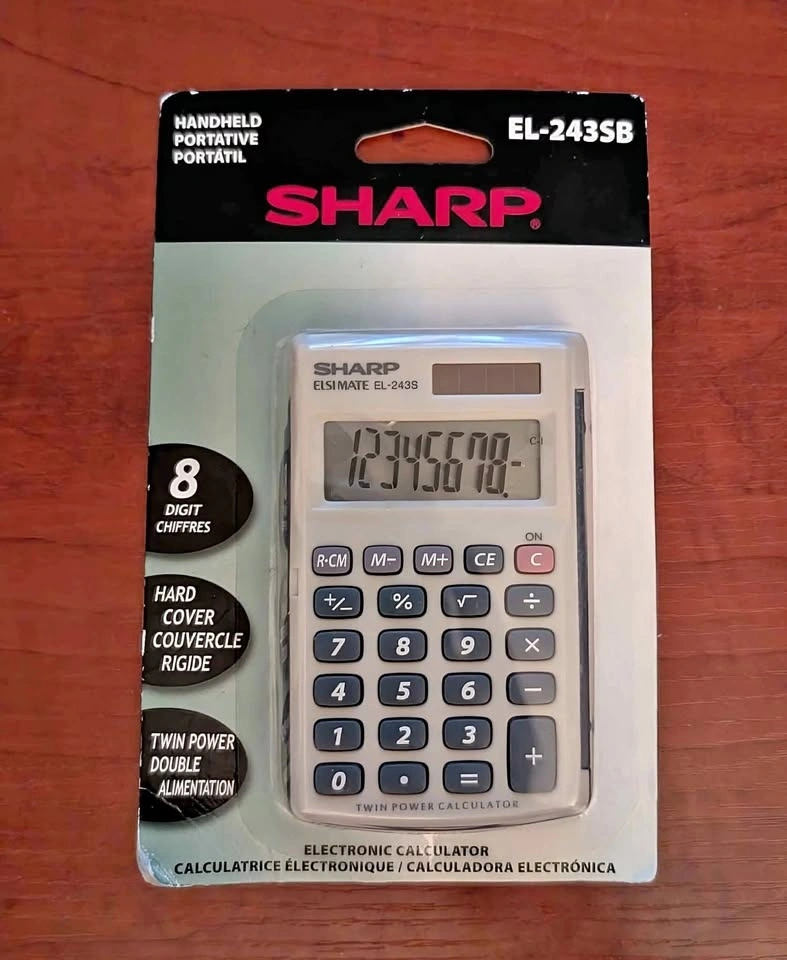 HANDHELD
PORTATIVE
PORTÁTIL
EL-243SB
SHARP®
SHARP
ELSI MATE EL-243S
12345678.-
8
DIGIT
CHIFFRES
HARD
COVER
COUVERCLE
RIGIDE
TWIN POWER
DOUBLE
ALIMENTATION
ON
R·CM M− M+ CE C
+/− % √ ÷
7 8 9 ×
4 5 6 −
1 2 3 +
0 • =
TWIN POWER CALCULATOR
ELECTRONIC CALCULATOR
CALCULATRICE ÉLECTRONIQUE / CALCULADORA ELECTRÓNICA